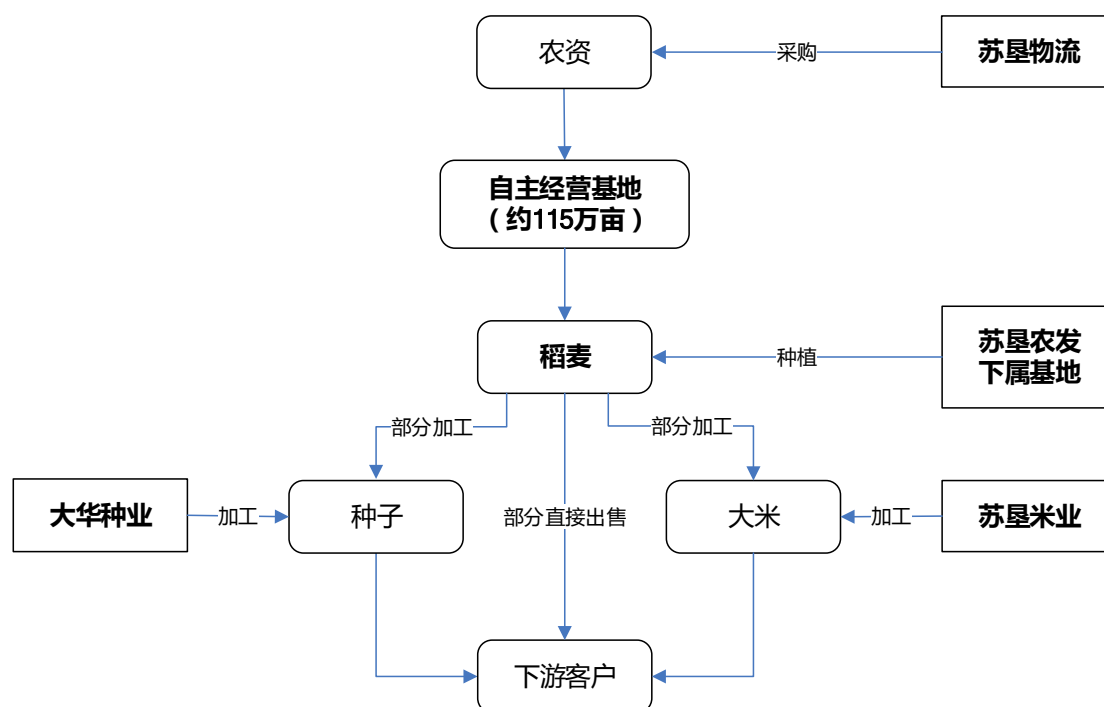 农资
采购
苏垦物流
自主经营基地
（约115万亩）
稻麦
种植
苏垦农发
下属基地
部分加工
部分加工
大华种业
加工
种子
部分直接出售
大米
加工
苏垦米业
下游客户